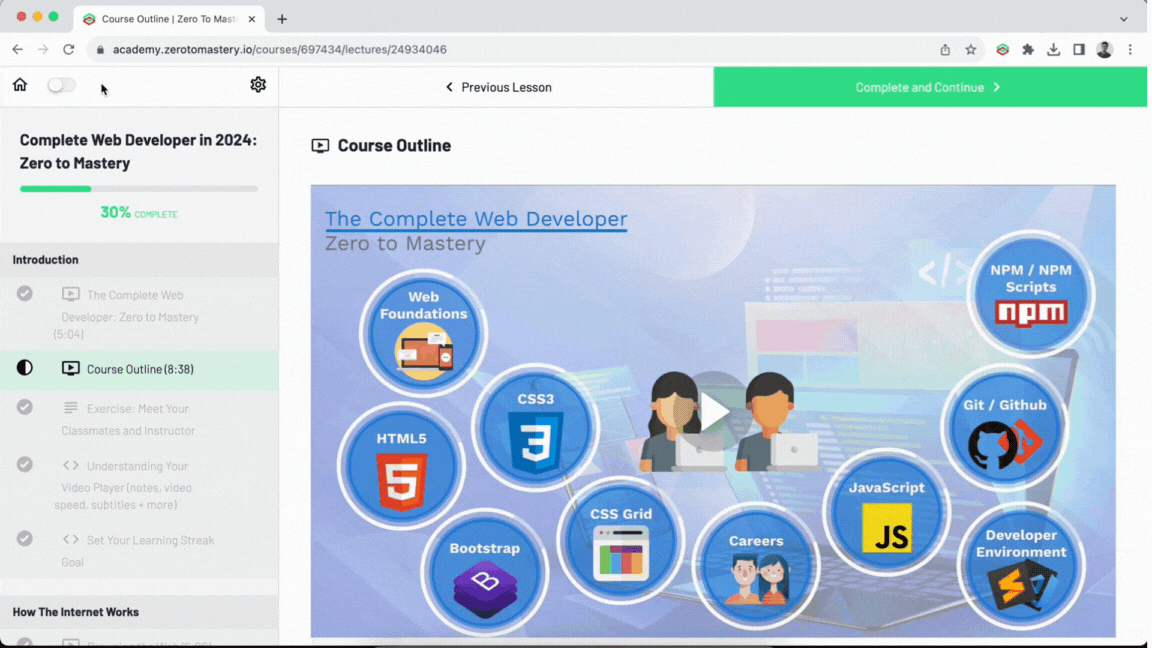 Course Outline | Zero To Mast
academy.zerotomastery.io/courses/697434/lectures/24934046
Previous Lesson
Complete and Continue
Complete Web Developer in 2024:
Zero to Mastery
30% COMPLETE
Introduction
The Complete Web
Developer: Zero to Mastery
(5:04)
Course Outline (8:38)
Exercise: Meet Your
Classmates and Instructor
Understanding Your
Video Player (notes, video
speed, subtitles + more)
Set Your Learning Streak
Goal
How The Internet Works
Course Outline
The Complete Web Developer
Zero to Mastery
Web
Foundations
NPM / NPM
Scripts
npm
CSS3
3
Git / Github
HTML5
5
JavaScript
JS
CSS Grid
Careers
Developer
Environment
Bootstrap
B